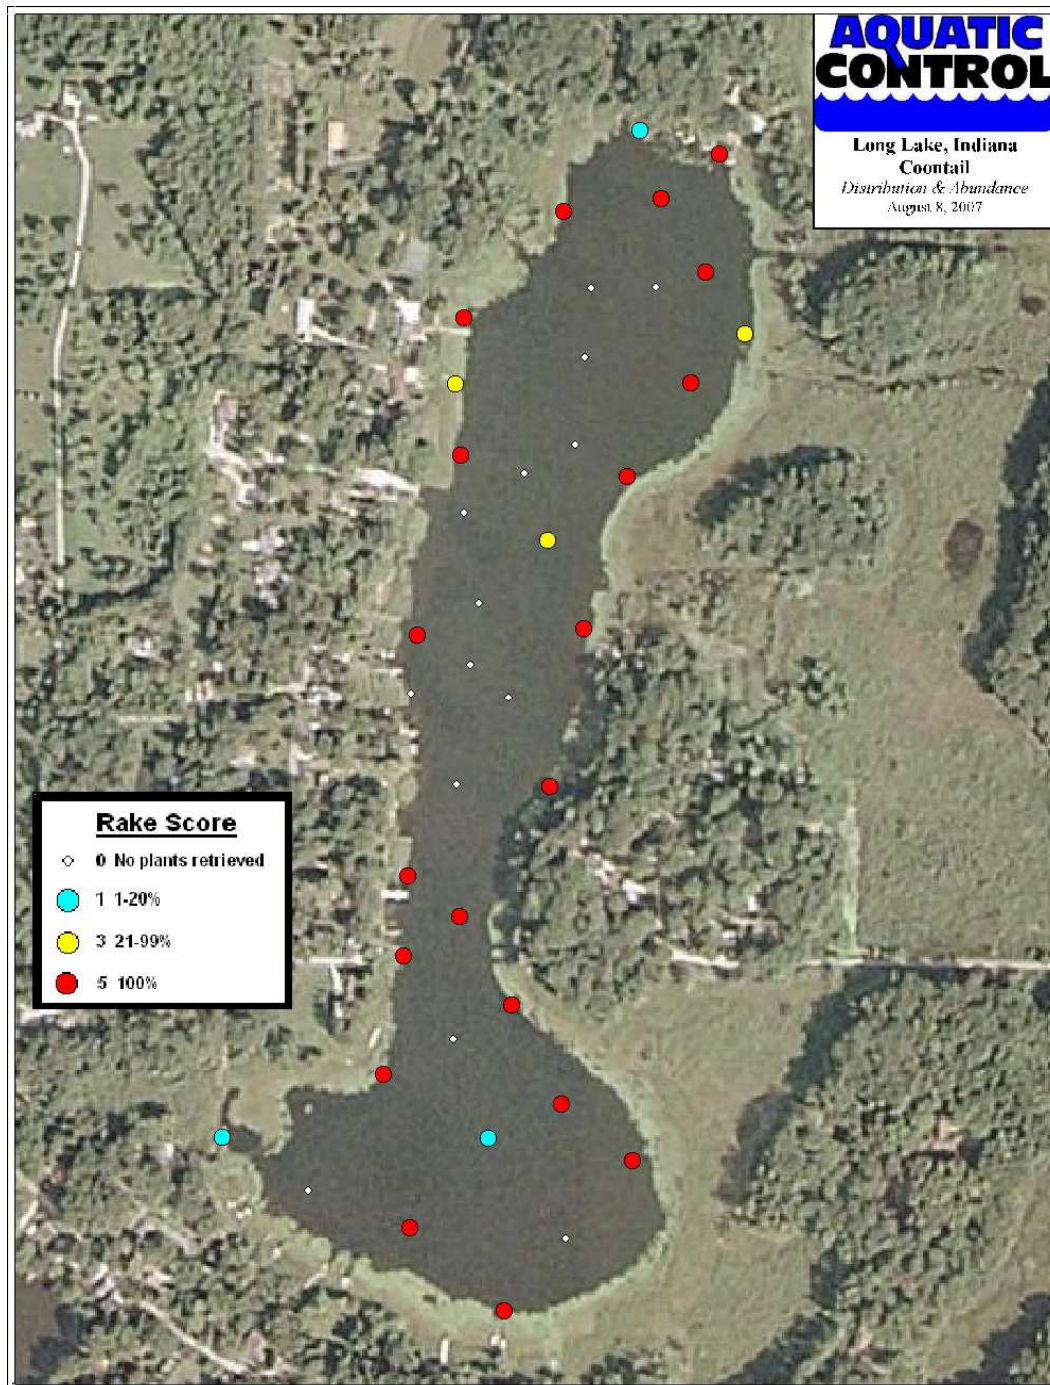 AQUATIC
CONTROL
Long Lake, Indiana
Coontail
Distribution & Abundance
August 8, 2007
Rake Score
0 No plants retrieved
1 1-20%
3 21-99%
5 100%